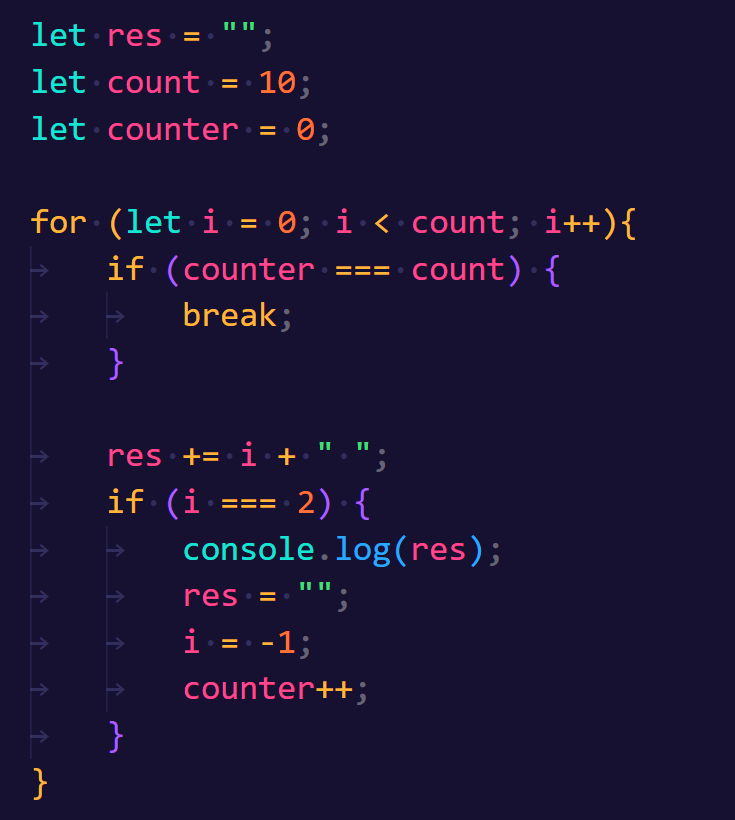 let res = "";
let count = 10;
let counter = 0;
for (let i = 0; i < count; i++){
if (counter === count) {
break;
}
res += i + " ";
if (i === 2) {
console.log(res);
res = "";
i = -1;
counter++;
}
}